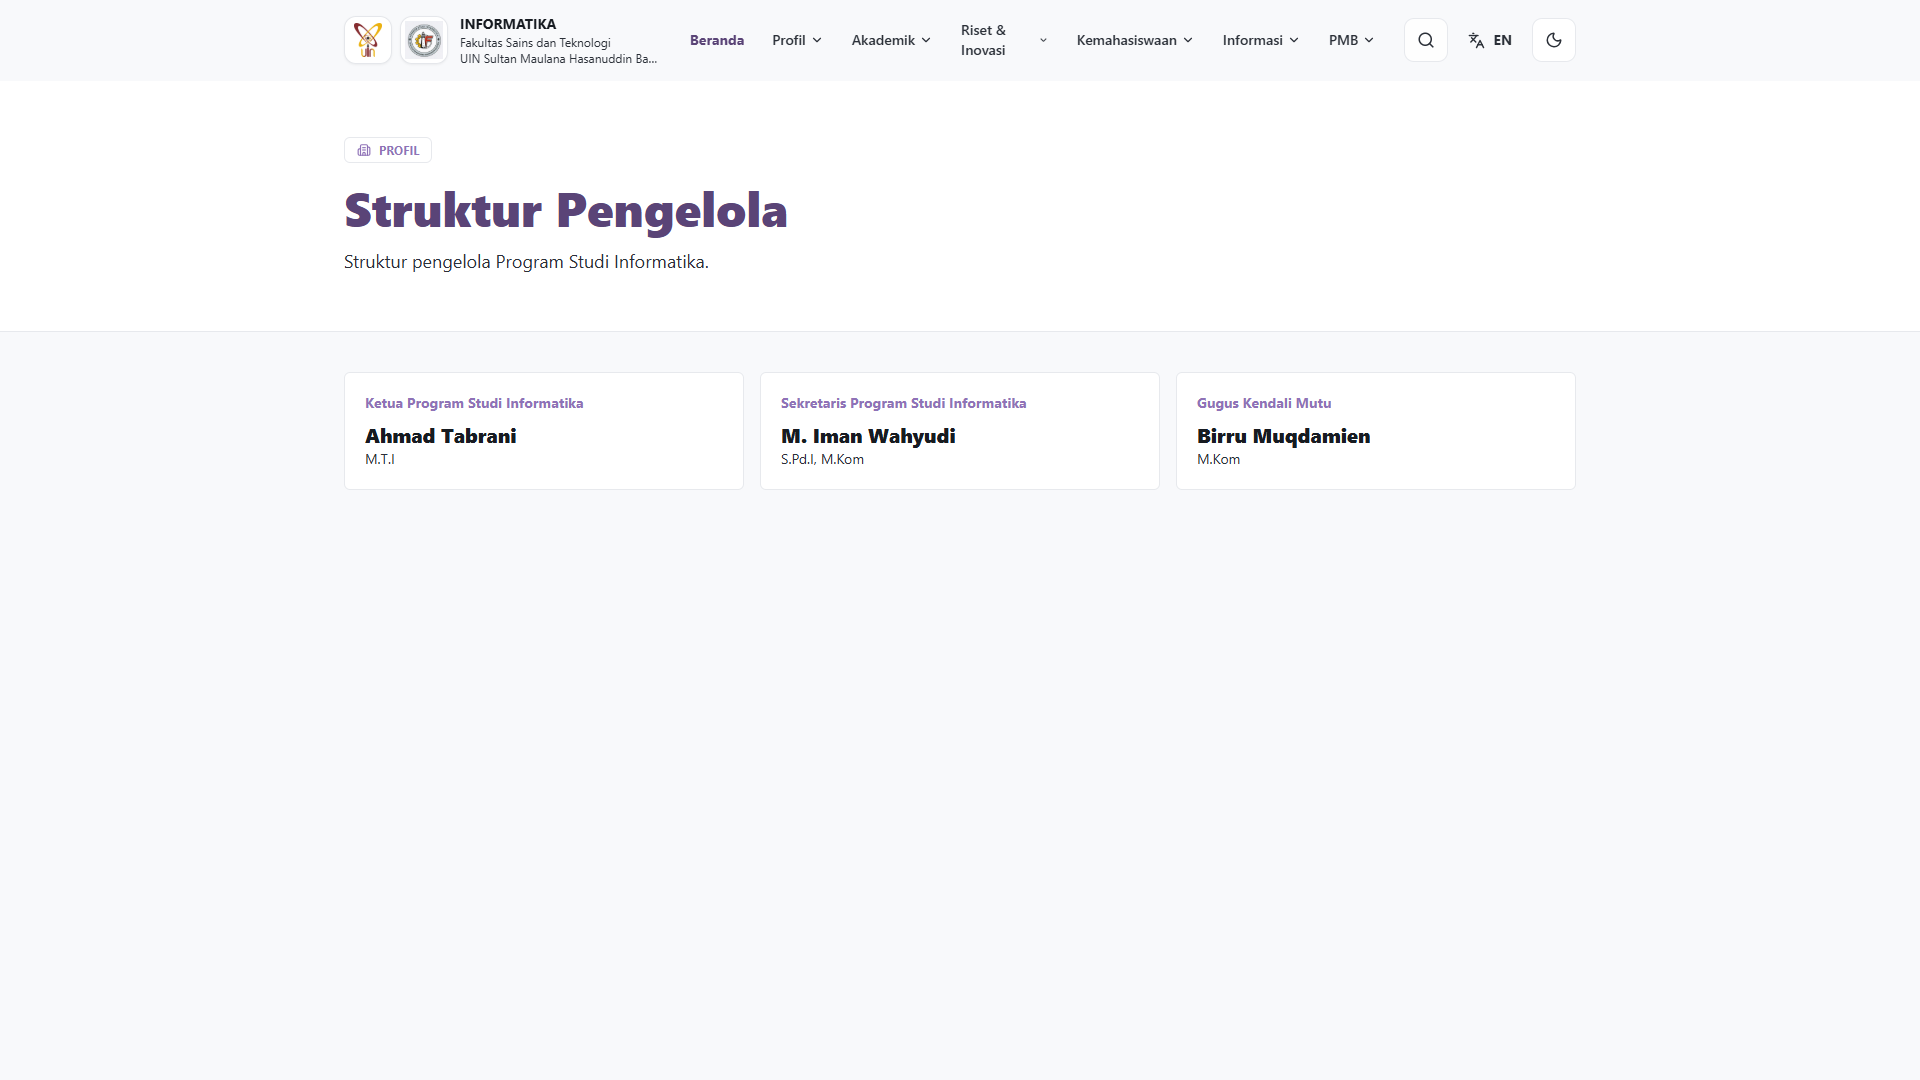 INFORMATIKA
Fakultas Sains dan Teknologi
UIN Sultan Maulana Hasanuddin Ba...
Beranda
Profil
Akademik
Riset &
Inovasi
Kemahasiswaan
Informasi
PMB
EN
PROFIL
Struktur Pengelola
Struktur pengelola Program Studi Informatika.
Ketua Program Studi Informatika
Ahmad Tabrani
M.T.I
Sekretaris Program Studi Informatika
M. Iman Wahyudi
S.Pd.I, M.Kom
Gugus Kendali Mutu
Birru Muqdamien
M.Kom